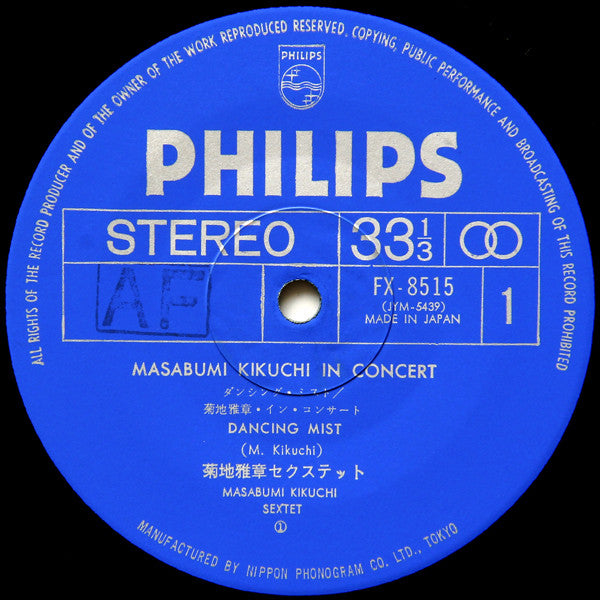 ALL RIGHTS OF THE RECORD PRODUCER AND OF THE OWNER OF THE WORK REPRODUCED RESERVED. COPYING, PUBLIC PERFORMANCE AND BROADCASTING OF THIS RECORD PROHIBITED
PHILIPS
PHILIPS
STEREO
33 1/3
AF
FX-8515
(JYM-5439)
MADE IN JAPAN
1
MASABUMI KIKUCHI IN CONCERT
ダンシング・ミスト/
菊地雅章・イン・コンサート
DANCING MIST
(M. Kikuchi)
菊地雅章セクステット
MASABUMI KIKUCHI
SEXTET
①
MANUFACTURED BY NIPPON PHONOGRAM CO. LTD., TOKYO